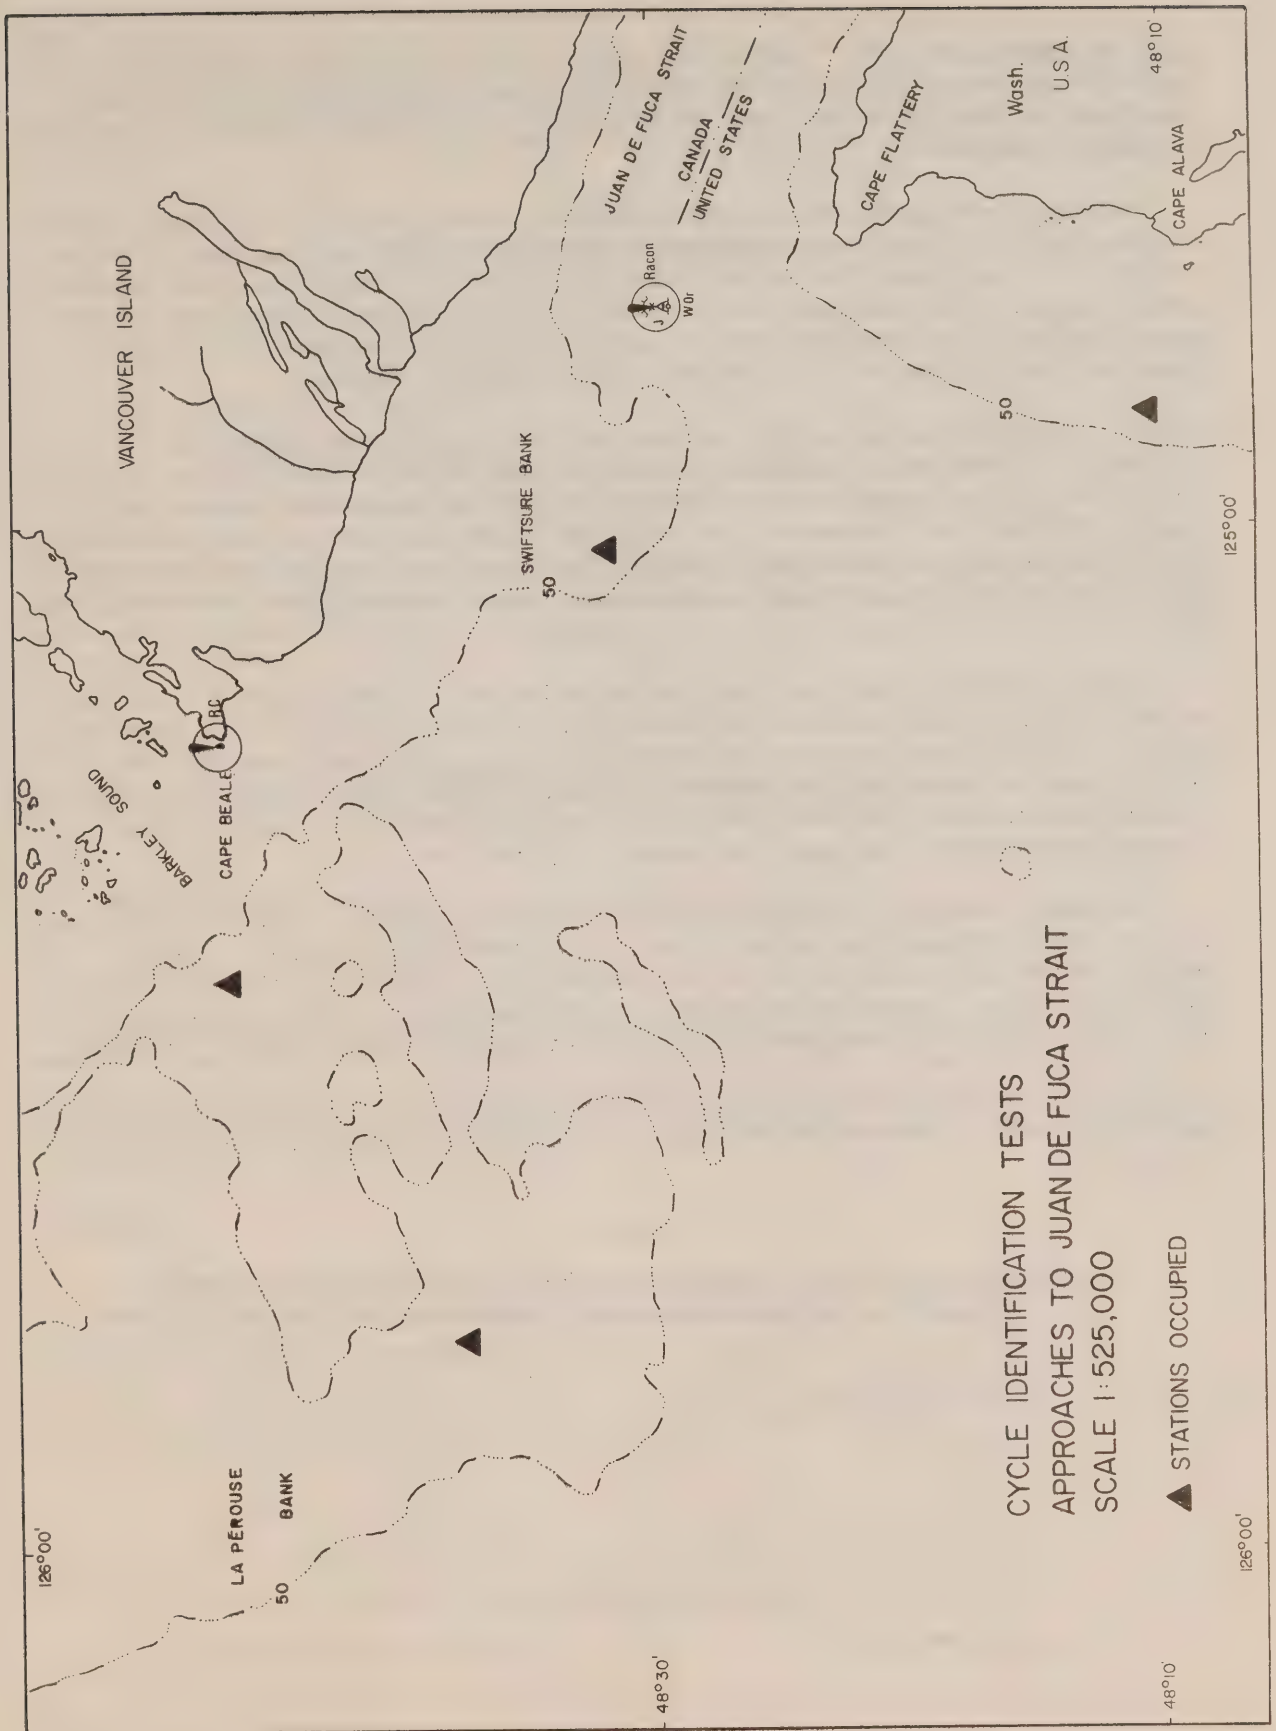 126°00'
VANCOUVER ISLAND
BARKLEY SOUND
CAPE BEALE
RC
LA PÉROUSE
BANK
50
SWIFTSURE BANK
50
JUAN DE FUCA STRAIT
CANADA
UNITED STATES
Racon
J
W Or
CAPE FLATTERY
50
Wash.
U.S.A.
CAPE ALAVA
48°10'
48°30'
48°10'
126°00'
125°00'
CYCLE IDENTIFICATION TESTS
APPROACHES TO JUAN DE FUCA STRAIT
SCALE 1:525,000
STATIONS OCCUPIED